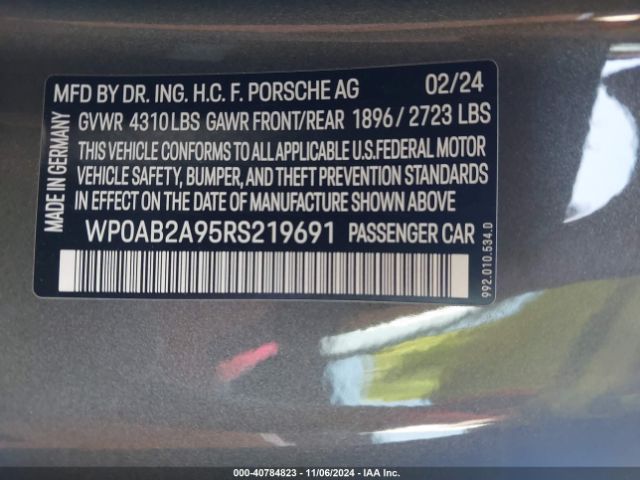 MFD BY DR. ING. H.C. F. PORSCHE AG 02/24
GVWR 4310 LBS GAWR FRONT/REAR 1896 / 2723 LBS
THIS VEHICLE CONFORMS TO ALL APPLICABLE U.S.FEDERAL MOTOR
VEHICLE SAFETY, BUMPER, AND THEFT PREVENTION STANDARDS
IN EFFECT ON THE DATE OF MANUFACTURE SHOWN ABOVE
WP0AB2A95RS219691 PASSENGER CAR
MADE IN GERMANY
992.010.534.0
000-40784823 - 11/06/2024 - IAA Inc.